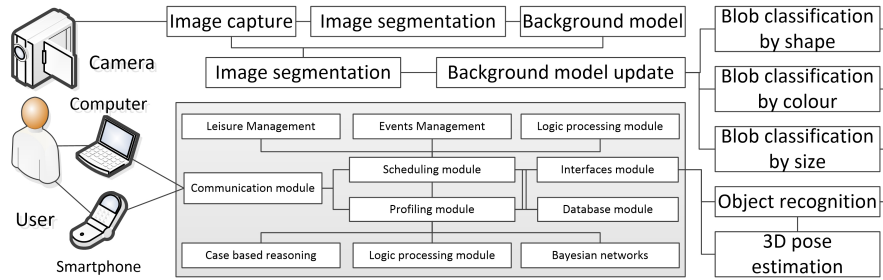 Image capture
Image segmentation
Background model
Blob classification
by shape
Camera
Image segmentation
Background model update
Blob classification
by colour
Computer
Leisure Management
Events Management
Logic processing module
Blob classification
by size
Scheduling module
Interfaces module
Communication module
Object recognition
User
Profiling module
Database module
3D pose
estimation
Case based reasoning
Logic processing module
Bayesian networks
Smartphone